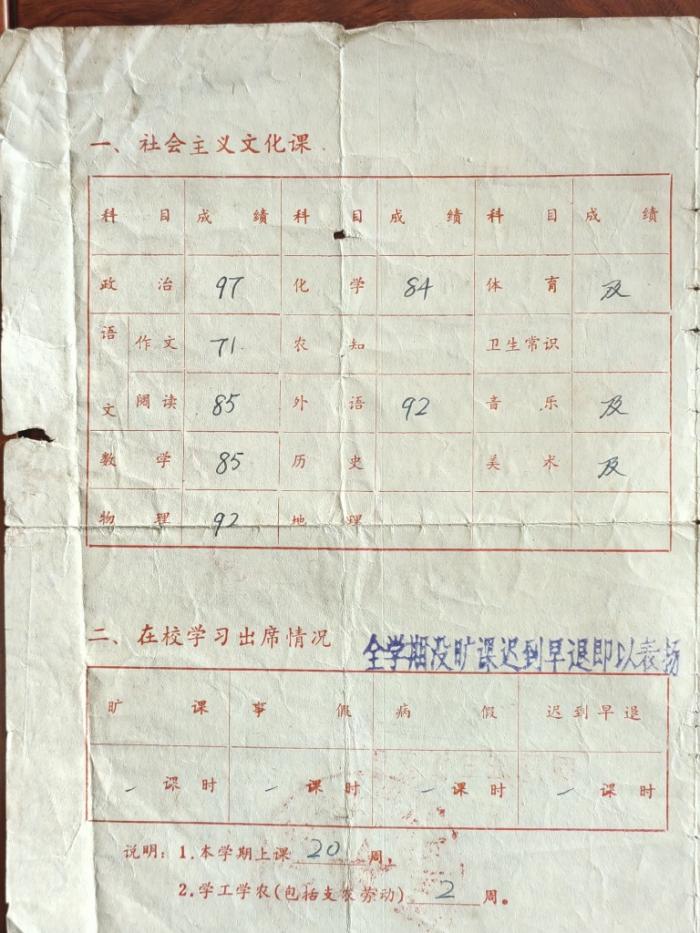 一、社会主义文化课
科目 成绩 科目 成绩 科目 成绩
政治 97 化学 84 体育 及
语文 作文 71 农知 卫生常识
阅读 85 外语 92 音乐 及
数学 85 历史 美术 及
物理 92 地理
二、在校学习出席情况 全学期没旷课迟到早退即以表扬
旷课 事假 病假 迟到早退
一课时 一课时 一课时 一课时
说明：1.本学期上课20周，
2.学工学农(包括支农劳动)2周。